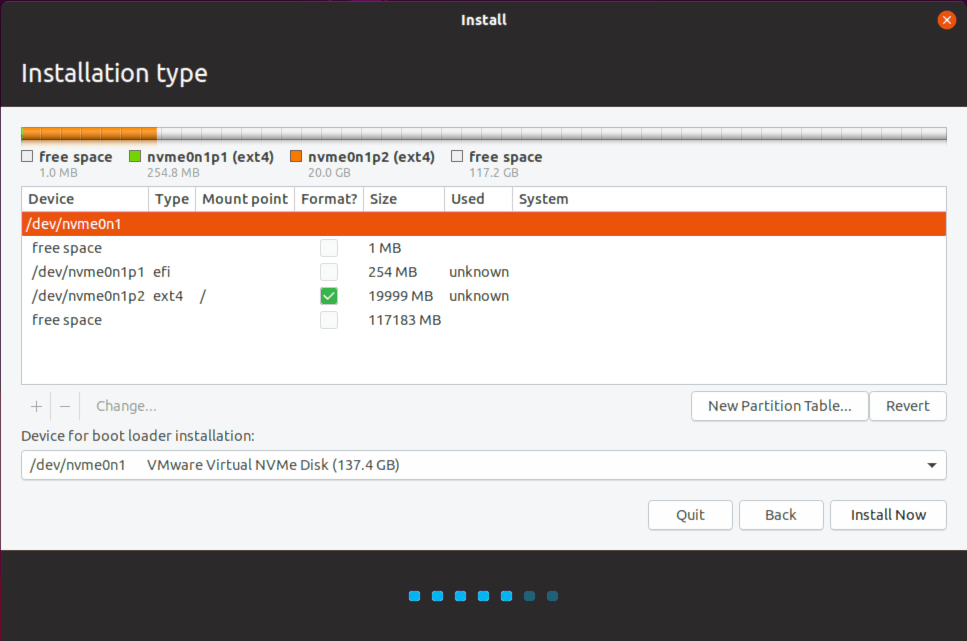 Install
Installation type
free space nvme0n1p1 (ext4) nvme0n1p2 (ext4) free space
1.0 MB 254.8 MB 20.0 GB 117.2 GB
Device Type Mount point Format? Size Used System
/dev/nvme0n1
free space 1 MB
/dev/nvme0n1p1 efi 254 MB unknown
/dev/nvme0n1p2 ext4 / 19999 MB unknown
free space 117183 MB
+ − Change... New Partition Table... Revert
Device for boot loader installation:
/dev/nvme0n1 VMware Virtual NVMe Disk (137.4 GB)
Quit Back Install Now